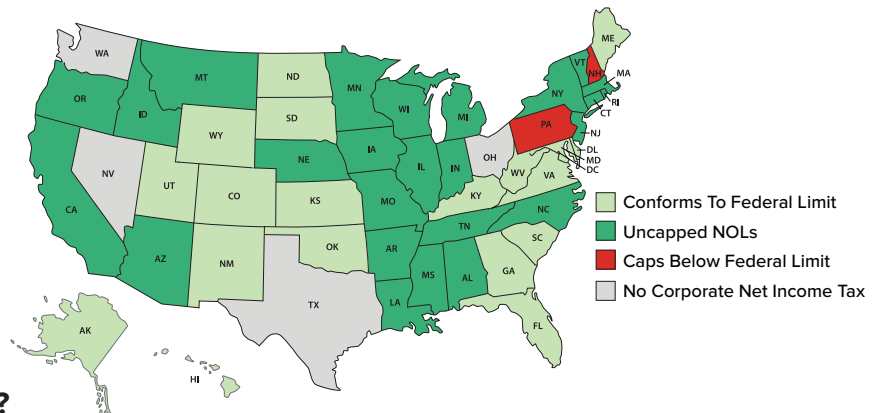 WA
MT
ND
MN
ME
VT
NH
MA
OR
ID
SD
WI
MI
NY
RI
CT
WY
PA
NJ
NE
IA
IL
IN
OH
DL
MD
DC
NV
UT
CO
KS
MO
KY
WV
VA
CA
AZ
NM
OK
AR
TN
NC
SC
MS
AL
GA
TX
LA
FL
AK
HI
Conforms To Federal Limit
Uncapped NOLs
Caps Below Federal Limit
No Corporate Net Income Tax
?